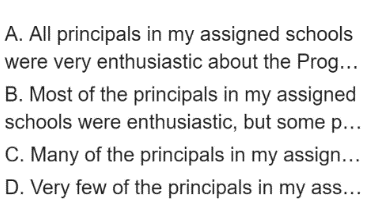 A. All principals in my assigned schools
were very enthusiastic about the Prog…
B. Most of the principals in my assigned
schools were enthusiastic, but some p…
C. Many of the principals in my assign…
D. Very few of the principals in my ass…